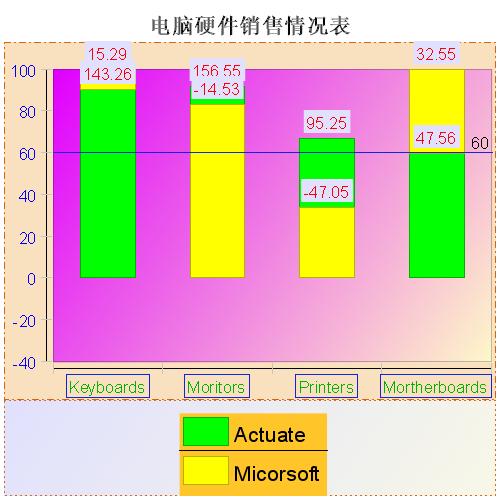 电脑硬件销售情况表
15.29
143.26
156.55
-14.53
95.25
-47.05
32.55
47.56
60
100
80
60
40
20
0
-20
-40
Keyboards
Moritors
Printers
Mortherboards
Actuate
Micorsoft